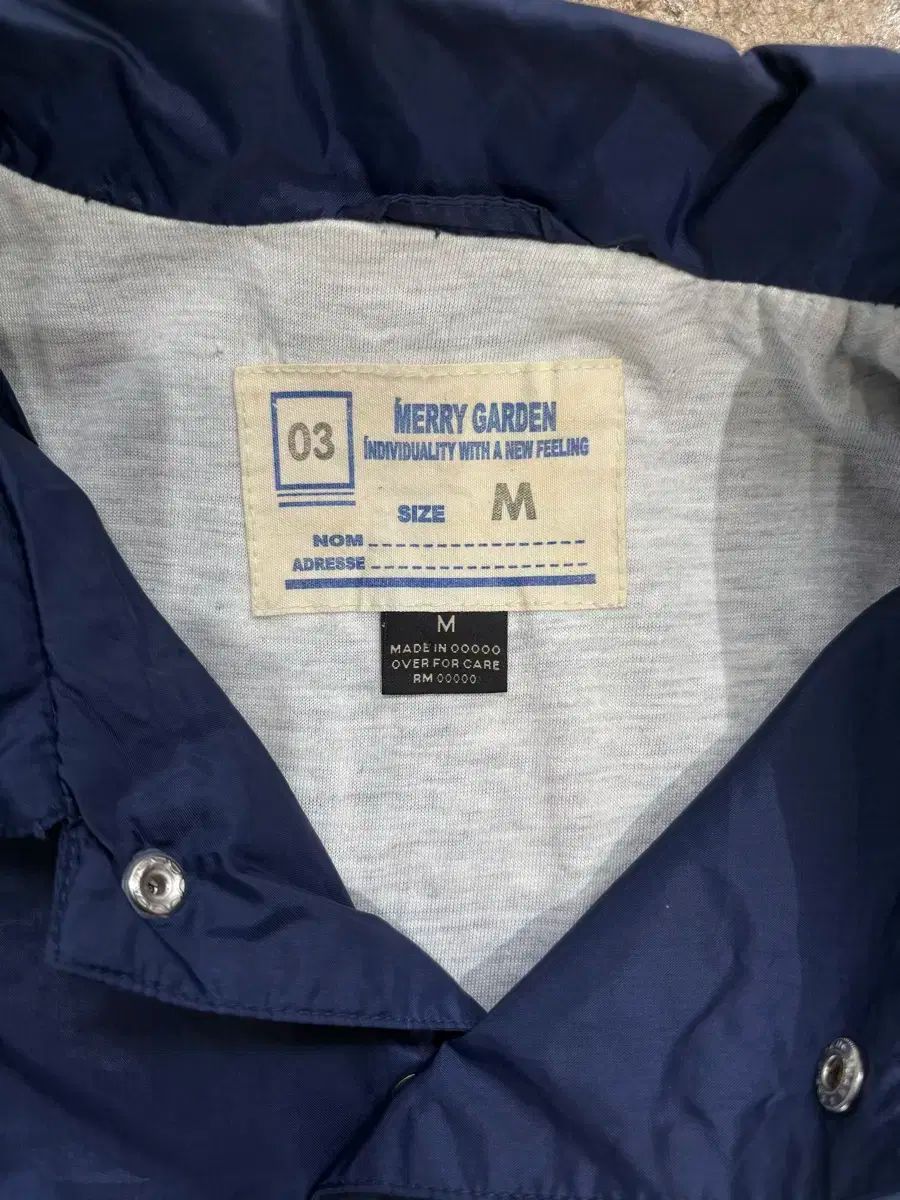 03
MERRY GARDEN
INDIVIDUALITY WITH A NEW FEELING
SIZE M
NOM
ADRESSE
M
MADE IN OOOOO
OVER FOR CARE
RM OOOOO